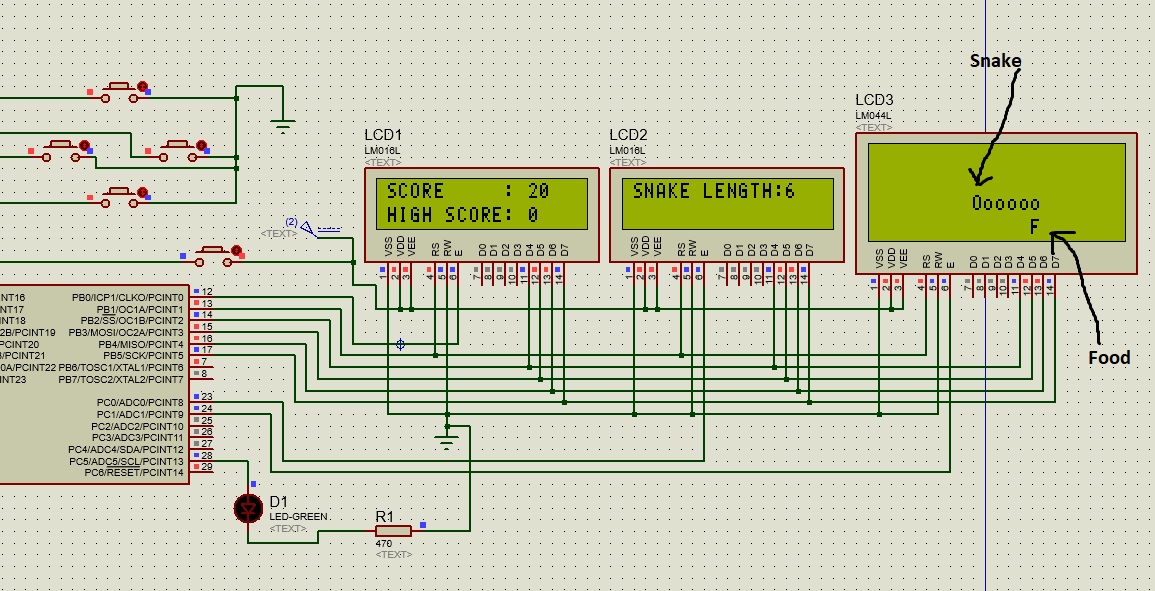 Snake
LCD3
LM044L
<TEXT>
LCD1
LM016L
<TEXT>
LCD2
LM016L
<TEXT>
SCORE : 20
HIGH SCORE: 0
SNAKE LENGTH:6
Oooooo
F
VSS VDD VEE RS RW E D0 D1 D2 D3 D4 D5 D6 D7
1 2 3 4 5 6 7 8 9 10 11 12 13 14
VSS VDD VEE RS RW E D0 D1 D2 D3 D4 D5 D6 D7
1 2 3 4 5 6 7 8 9 10 11 12 13 14
VSS VDD VEE RS RW E D0 D1 D2 D3 D4 D5 D6 D7
1 2 3 4 5 6 7 8 9 10 11 12 13 14
(2)
<TEXT>
Food
NT16 PB0/ICP1/CLKO/PCINT0 12
NT17 PB1/OC1A/PCINT1 13
NT18 PB2/SS/OC1B/PCINT2 14
2B/PCINT19 PB3/MOSI/OC2A/PCINT3 15
PCINT20 PB4/MISO/PCINT4 16
/PCINT21 PB5/SCK/PCINT5 17
0A/PCINT22 PB6/TOSC1/XTAL1/PCINT6 7
CINT23 PB7/TOSC2/XTAL2/PCINT7 8
PC0/ADC0/PCINT8 23
PC1/ADC1/PCINT9 24
PC2/ADC2/PCINT10 25
PC3/ADC3/PCINT11 26
PC4/ADC4/SDA/PCINT12 27
PC5/ADC5/SCL/PCINT13 28
PC6/RESET/PCINT14 29
D1
LED-GREEN
<TEXT>
R1
470
<TEXT>